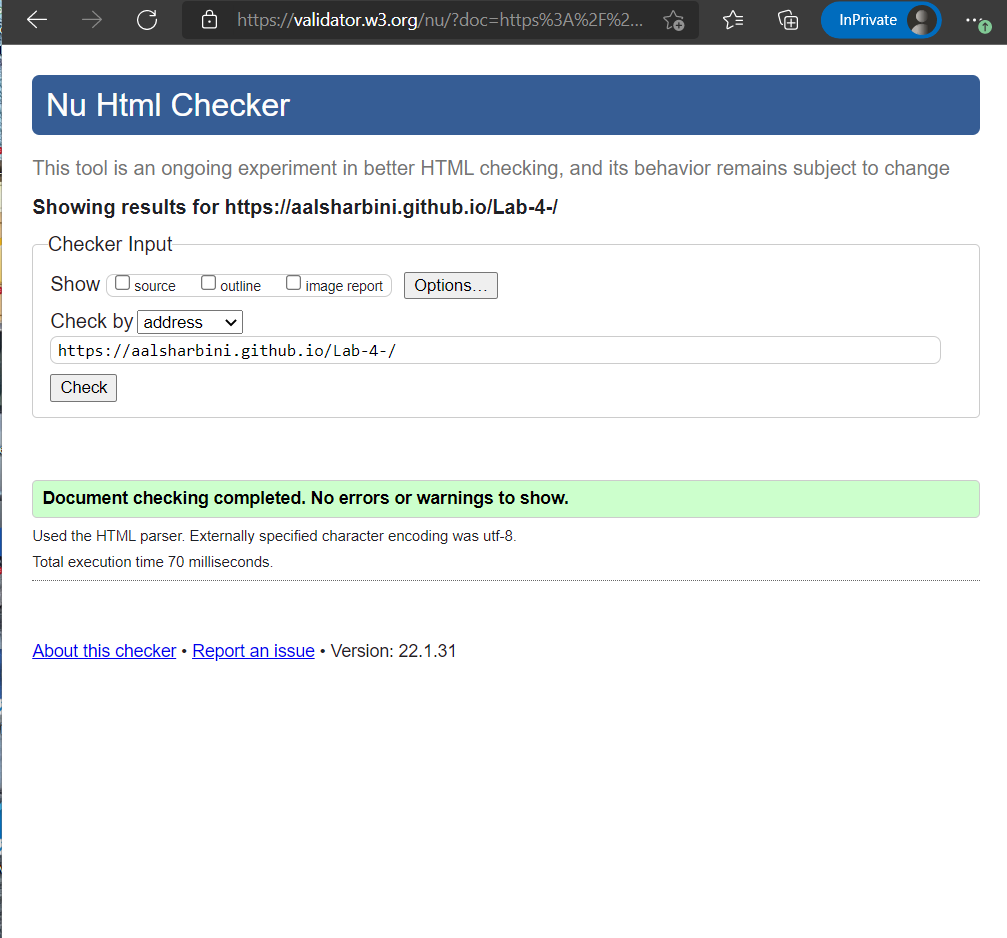 https://validator.w3.org/nu/?doc=https%3A%2F%2... InPrivate
Nu Html Checker
This tool is an ongoing experiment in better HTML checking, and its behavior remains subject to change
Showing results for https://aalsharbini.github.io/Lab-4-/
Checker Input
Show source outline image report Options...
Check by address
https://aalsharbini.github.io/Lab-4-/
Check
Document checking completed. No errors or warnings to show.
Used the HTML parser. Externally specified character encoding was utf-8.
Total execution time 70 milliseconds.
About this checker • Report an issue • Version: 22.1.31